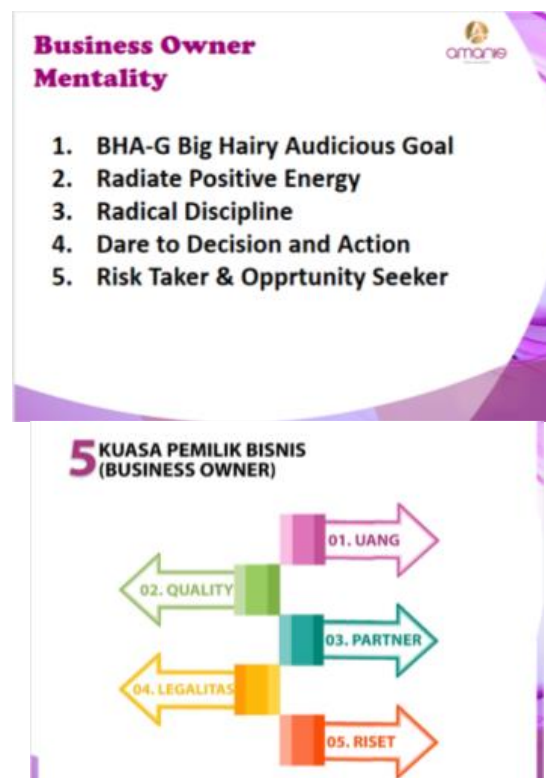 Business Owner
Mentality
amanie
1. BHA-G Big Hairy Audicious Goal
2. Radiate Positive Energy
3. Radical Discipline
4. Dare to Decision and Action
5. Risk Taker & Opprtunity Seeker
5 KUASA PEMILIK BISNIS
(BUSINESS OWNER)
01. UANG
02. QUALITY
03. PARTNER
04. LEGALITAS
05. RISET